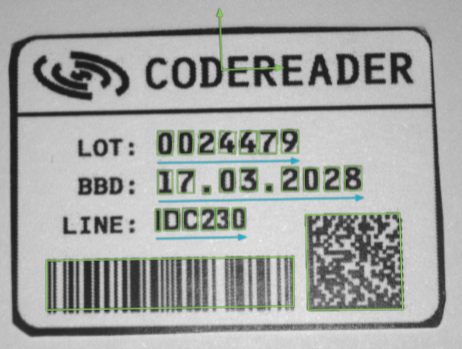 CODEREADER
LOT: 0024479
BBD: 17.03.2028
LINE: IDC230